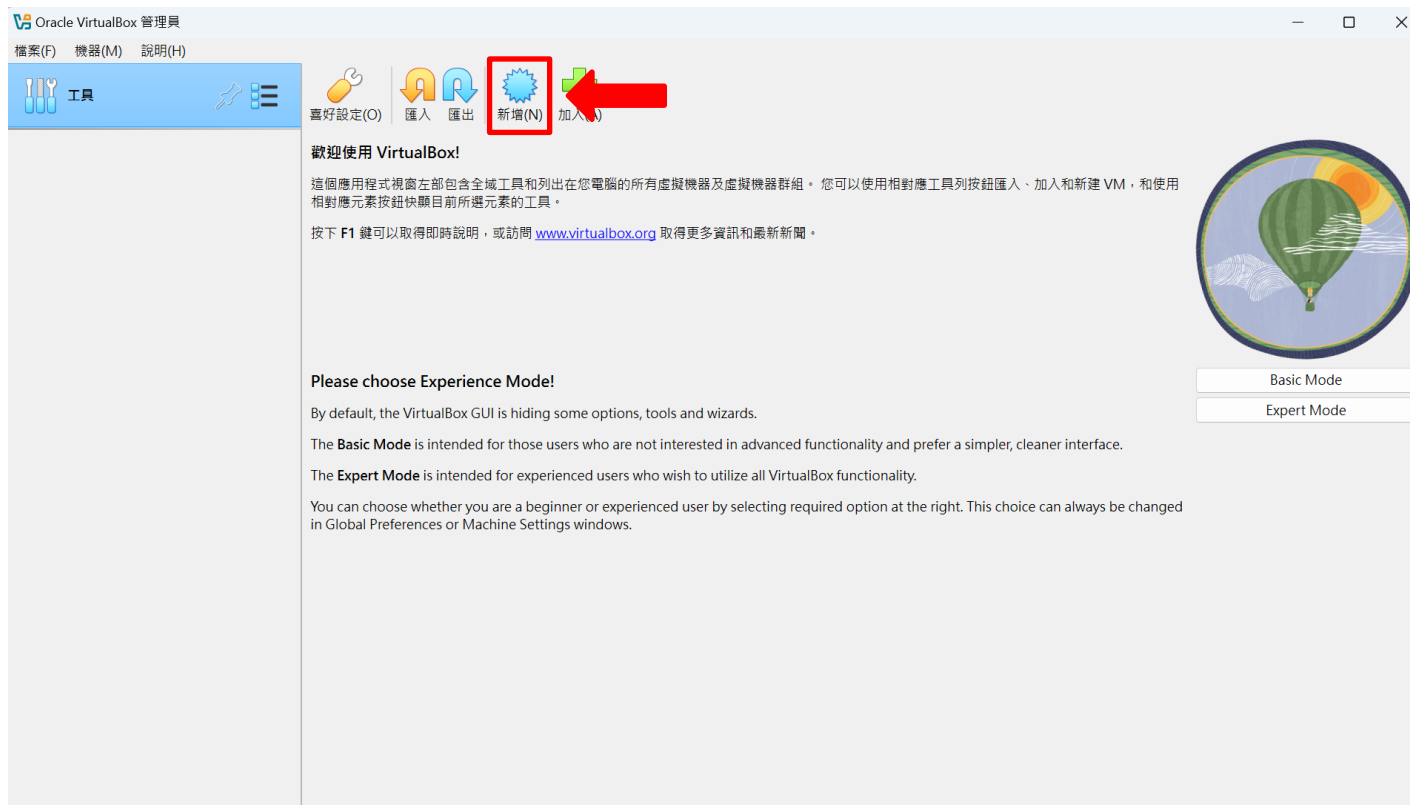 Oracle VirtualBox 管理員
檔案(F) 機器(M) 說明(H)
工具
喜好設定(O) 匯入 匯出 新增(N) 加入(A)
歡迎使用 VirtualBox!
這個應用程式視窗左部包含全域工具和列出在您電腦的所有虛擬機器及虛擬機器群組。 您可以使用相對應工具列按鈕匯入、加入和新建 VM，和使用
相對應元素按鈕快顯目前所選元素的工具。
按下 F1 鍵可以取得即時說明，或訪問 www.virtualbox.org 取得更多資訊和最新新聞。
Please choose Experience Mode!
By default, the VirtualBox GUI is hiding some options, tools and wizards.
The Basic Mode is intended for those users who are not interested in advanced functionality and prefer a simpler, cleaner interface.
The Expert Mode is intended for experienced users who wish to utilize all VirtualBox functionality.
You can choose whether you are a beginner or experienced user by selecting required option at the right. This choice can always be changed
in Global Preferences or Machine Settings windows.
Basic Mode
Expert Mode